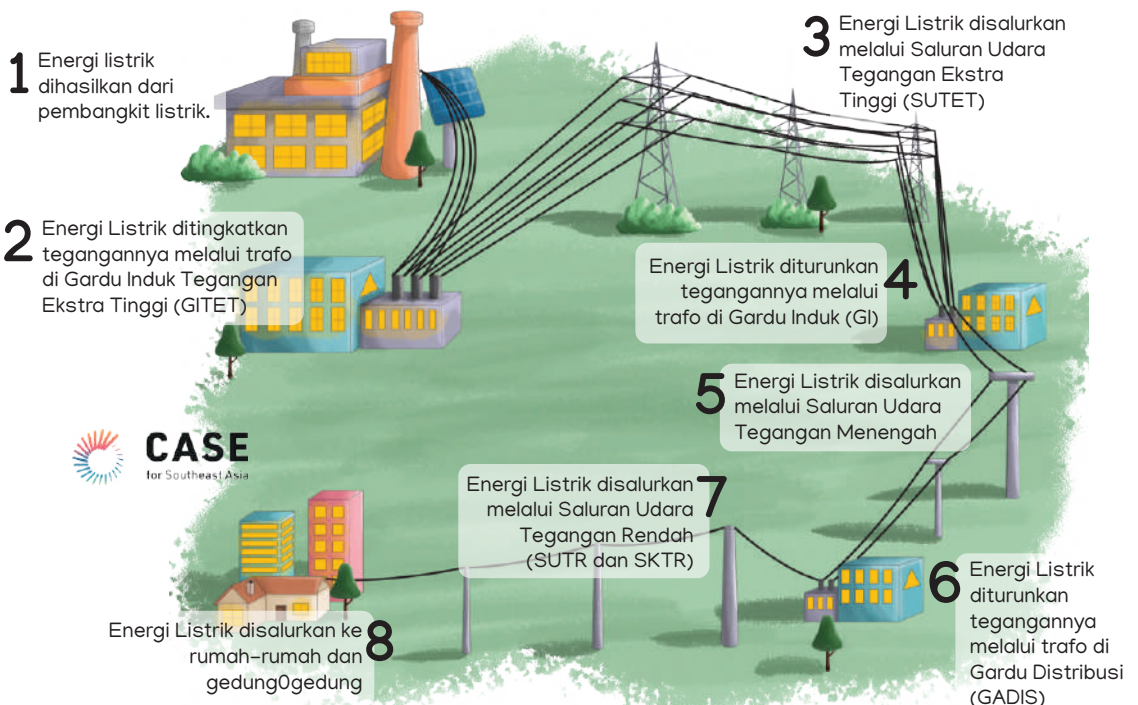 1 Energi listrik
dihasilkan dari
pembangkit listrik.
2 Energi Listrik ditingkatkan
tegangannya melalui trafo
di Gardu Induk Tegangan
Ekstra Tinggi (GITET)
3 Energi Listrik disalurkan
melalui Saluran Udara
Tegangan Ekstra
Tinggi (SUTET)
Energi Listrik diturunkan
tegangannya melalui 4
trafo di Gardu Induk (GI)
5 Energi Listrik disalurkan
melalui Saluran Udara
Tegangan Menengah
CASE
for Southeast Asia
6 Energi Listrik
diturunkan
tegangannya
melalui trafo di
Gardu Distribusi
(GADIS)
Energi Listrik disalurkan 7
melalui Saluran Udara
Tegangan Rendah
(SUTR dan SKTR)
Energi Listrik disalurkan ke 8
rumah-rumah dan
gedung0gedung